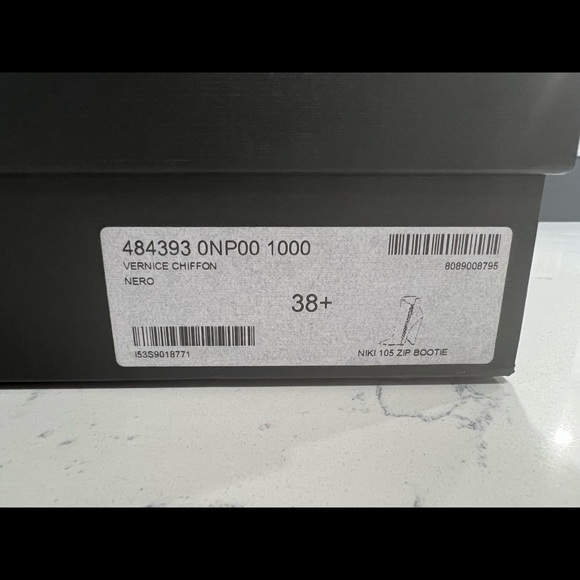 484393 0NP00 1000
VERNICE CHIFFON
NERO
8089008795
38+
I53S9018771
NIKI 105 ZIP BOOTIE